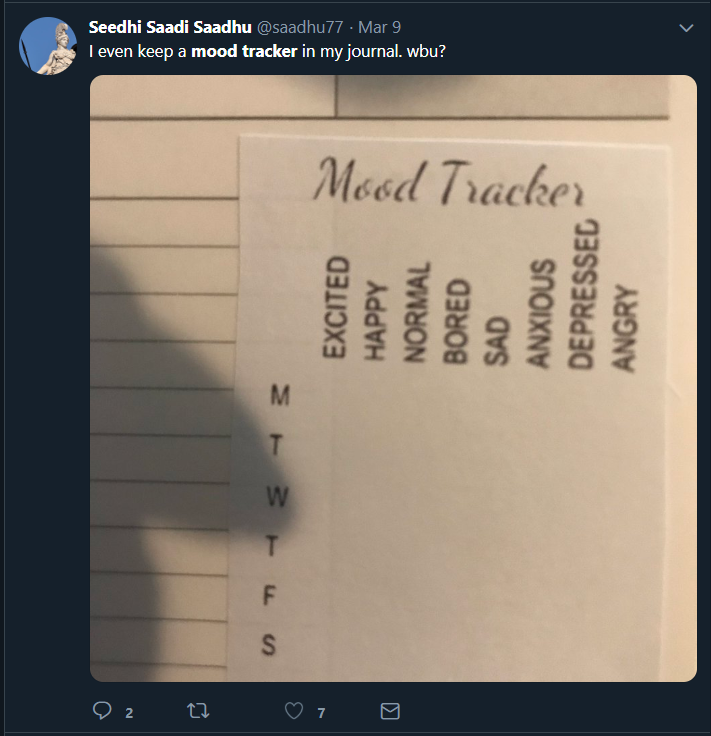 Seedhi Saadi Saadhu @saadhu77 · Mar 9
I even keep a mood tracker in my journal. wbu?
Mood Tracker
EXCITED
HAPPY
NORMAL
BORED
SAD
ANXIOUS
DEPRESSED
ANGRY
M
T
W
T
F
S
2
7